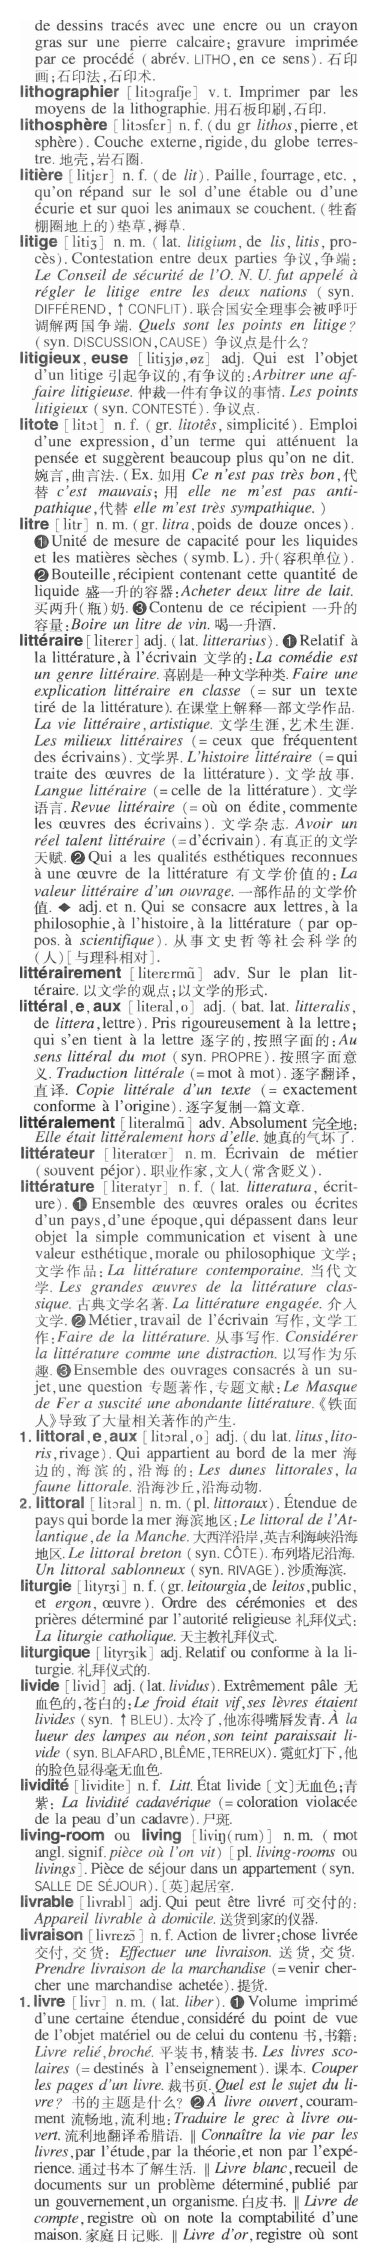 de dessins tracés avec une encre ou un crayon
gras sur une pierre calcaire; gravure imprimée
par ce procédé (abrév. LITHO, en ce sens). 石印
画;石印法,石印术.
lithographier [litɔgrafje] v. t. Imprimer par les
moyens de la lithographie. 用石板印刷,石印.
lithosphère [litɔsfɛr] n. f. (du gr lithos, pierre, et
sphère). Couche externe, rigide, du globe terres-
tre. 地壳,岩石圈.
litière [litjɛr] n. f. (de lit). Paille, fourrage, etc. ,
qu'on répand sur le sol d'une étable ou d'une
écurie et sur quoi les animaux se couchent. (牲畜
棚圈地上的)垫草,褥草.
litige [litiʒ] n. m. (lat. litigium, de lis, litis, pro-
cès). Contestation entre deux parties 争议,争端:
Le Conseil de sécurité de l'O. N. U. fut appelé à
régler le litige entre les deux nations (syn.
DIFFÉREND, ↑ CONFLIT). 联合国安全理事会被呼吁
调解两国争端. Quels sont les points en litige?
(syn. DISCUSSION, CAUSE) 争议点是什么?
litigieux, euse [litiʒjø, øz] adj. Qui est l'objet
d'un litige 引起争议的,有争议的:Arbitrer une af-
faire litigieuse. 仲裁一件有争议的事情. Les points
litigieux (syn. CONTESTÉ). 争议点.
litote [litɔt] n. f. (gr. litotês, simplicité). Emploi
d'une expression, d'un terme qui atténuent la
pensée et suggèrent beaucoup plus qu'on ne dit.
婉言,曲言法. (Ex. 如用 Ce n'est pas très bon,代
替 c'est mauvais; 用 elle ne m'est pas anti-
pathique,代替 elle m'est très sympathique. )
litre [litr] n. m. (gr. litra, poids de douze onces).
❶ Unité de mesure de capacité pour les liquides
et les matières sèches (symb. L). 升(容积单位).
❷ Bouteille, récipient contenant cette quantité de
liquide 盛一升的容器:Acheter deux litre de lait.
买两升(瓶)奶. ❸ Contenu de ce récipient 一升的
容量:Boire un litre de vin. 喝一升酒.
littéraire [literɛr] adj. (lat. litterarius). ❶ Relatif à
la littérature, à l'écrivain 文学的:La comédie est
un genre littéraire. 喜剧是一种文学种类. Faire une
explication littéraire en classe (= sur un texte
tiré de la littérature). 在课堂上解释一部文学作品.
La vie littéraire, artistique. 文学生涯,艺术生涯.
Les milieux littéraires (= ceux que fréquentent
des écrivains). 文学界. L'histoire littéraire (= qui
traite des œuvres de la littérature). 文学故事.
Langue littéraire (= celle de la littérature). 文学
语言. Revue littéraire (= où on édite, commente
les œuvres des écrivains). 文学杂志. Avoir un
réel talent littéraire (= d'écrivain). 有真正的文学
天赋. ❷ Qui a les qualités esthétiques reconnues
à une œuvre de la littérature 有文学价值的:La
valeur littéraire d'un ouvrage. 一部作品的文学价
值. ◆ adj. et n. Qui se consacre aux lettres, à la
philosophie, à l'histoire, à la littérature (par op-
pos. à scientifique). 从事文史哲等社会科学的
(人)[与理科相对].
littérairement [literɛrmɑ̃] adv. Sur le plan lit-
téraire. 以文学的观点;以文学的形式.
littéral, e, aux [literal, o] adj. (bat. lat. litteralis,
de littera, lettre). Pris rigoureusement à la lettre;
qui s'en tient à la lettre 逐字的,按照字面的:Au
sens littéral du mot (syn. PROPRE). 按照字面意
义. Traduction littérale (= mot à mot). 逐字翻译,
直译. Copie littérale d'un texte (= exactement
conforme à l'origine). 逐字复制一篇文章.
littéralement [literalmɑ̃] adv. Absolument 完全地:
Elle était littéralement hors d'elle. 她真的气坏了.
littérateur [literatœr] n. m. Écrivain de métier
(souvent péjor). 职业作家,文人(常含贬义).
littérature [literatyr] n. f. (lat. litteratura, écrit-
ure). ❶ Ensemble des œuvres orales ou écrites
d'un pays, d'une époque, qui dépassent dans leur
objet la simple communication et visent à une
valeur esthétique, morale ou philosophique 文学;
文学作品: La littérature contemporaine. 当代文
学. Les grandes œuvres de la littérature clas-
sique. 古典文学名著. La littérature engagée. 介入
文学. ❷ Métier, travail de l'écrivain 写作,文学工
作:Faire de la littérature. 从事写作. Considérer
la littérature comme une distraction. 以写作为乐
趣. ❸ Ensemble des ouvrages consacrés à un su-
jet, une question 专题著作,专题文献:Le Masque
de Fer a suscité une abondante littérature.《铁面
人》导致了大量相关著作的产生.
1. littoral, e, aux [litɔral, o] adj. (du lat. litus, lito-
ris, rivage). Qui appartient au bord de la mer 海
边的, 海滨的, 沿海的: Les dunes littorales, la
faune littorale. 沿海沙丘,沿海动物.
2. littoral [litɔral] n. m. (pl. littoraux). Étendue de
pays qui borde la mer 海滨地区:Le littoral de l'At-
lantique, de la Manche. 大西洋沿岸,英吉利海峡沿海
地区. Le littoral breton (syn. CÔTE). 布列塔尼沿海.
Un littoral sablonneux (syn. RIVAGE). 沙质海滨.
liturgie [lityrʒi] n. f. (gr. leitourgia, de leitos, public,
et ergon, œuvre). Ordre des cérémonies et des
prières déterminé par l'autorité religieuse 礼拜仪式:
La liturgie catholique. 天主教礼拜仪式.
liturgique [lityrʒik] adj. Relatif ou conforme à la li-
turgie. 礼拜仪式的.
livide [livid] adj. (lat. lividus). Extrêmement pâle 无
血色的,苍白的:Le froid était vif, ses lèvres étaient
livides (syn. ↑ BLEU). 太冷了,他冻得嘴唇发青. À la
lueur des lampes au néon, son teint paraissait li-
vide (syn. BLAFARD, BLÊME, TERREUX). 霓虹灯下,他
的脸色显得毫无血色.
lividité [lividite] n. f. Litt. État livide [文]无血色;青
紫: La lividité cadavérique (= coloration violacée
de la peau d'un cadavre). 尸斑.
living-room ou living [liviŋ(rum)] n. m. (mot
angl. signif. pièce où l'on vit) [pl. living-rooms ou
livings]. Pièce de séjour dans un appartement (syn.
SALLE DE SÉJOUR). [英]起居室.
livrable [livrabl] adj. Qui peut être livré 可交付的:
Appareil livrable à domicile. 送货到家的仪器.
livraison [livrɛzɔ̃] n. f. Action de livrer; chose livrée
交付, 交货: Effectuer une livraison. 送货, 交货.
Prendre livraison de la marchandise (= venir cher-
cher une marchandise achetée). 提货.
1. livre [livr] n. m. (lat. liber). ❶ Volume imprimé
d'une certaine étendue, considéré du point de vue
de l'objet matériel ou de celui du contenu 书,书籍:
Livre relié, broché. 平装书,精装书. Les livres sco-
laires (= destinés à l'enseignement). 课本. Couper
les pages d'un livre. 裁书页. Quel est le sujet du li-
vre? 书的主题是什么? ❷ À livre ouvert, couram-
ment 流畅地,流利地:Traduire le grec à livre ou-
vert. 流利地翻译希腊语. ‖ Connaître la vie par les
livres, par l'étude, par la théorie, et non par l'expé-
rience. 通过书本了解生活. ‖ Livre blanc, recueil de
documents sur un problème déterminé, publié par
un gouvernement, un organisme. 白皮书. ‖ Livre de
compte, registre où on note la comptabilité d'une
maison. 家庭日记账. ‖ Livre d'or, registre où sont